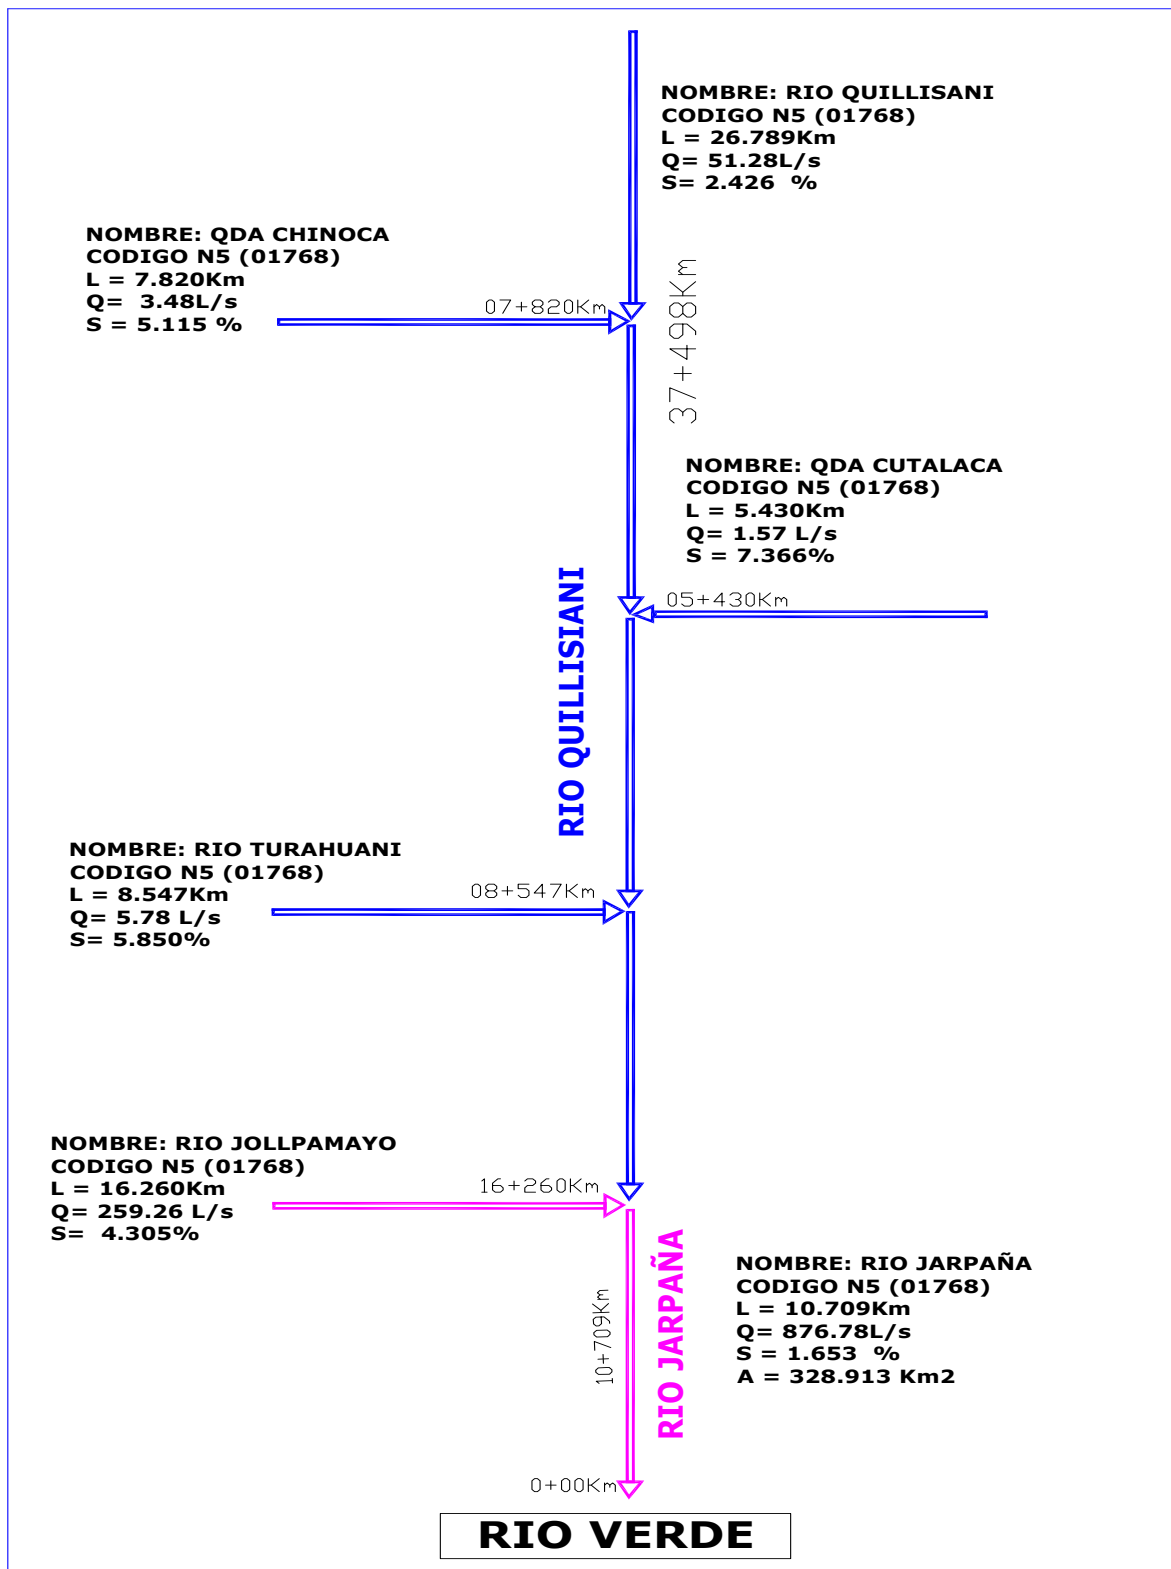 NOMBRE: RIO QUILLISANI
CODIGO N5 (01768)
L = 26.789Km
Q= 51.28L/s
S= 2.426 %
NOMBRE: QDA CHINOCA
CODIGO N5 (01768)
L = 7.820Km
Q= 3.48L/s
S = 5.115 %
07+820Km
37+498Km
NOMBRE: QDA CUTALACA
CODIGO N5 (01768)
L = 5.430Km
Q= 1.57 L/s
S = 7.366%
05+430Km
RIO QUILLISIANI
NOMBRE: RIO TURAHUANI
CODIGO N5 (01768)
L = 8.547Km
Q= 5.78 L/s
S= 5.850%
08+547Km
NOMBRE: RIO JOLLPAMAYO
CODIGO N5 (01768)
L = 16.260Km
Q= 259.26 L/s
S= 4.305%
16+260Km
10+709Km
RIO JARPAÑA
NOMBRE: RIO JARPAÑA
CODIGO N5 (01768)
L = 10.709Km
Q= 876.78L/s
S = 1.653 %
A = 328.913 Km2
0+00Km
RIO VERDE